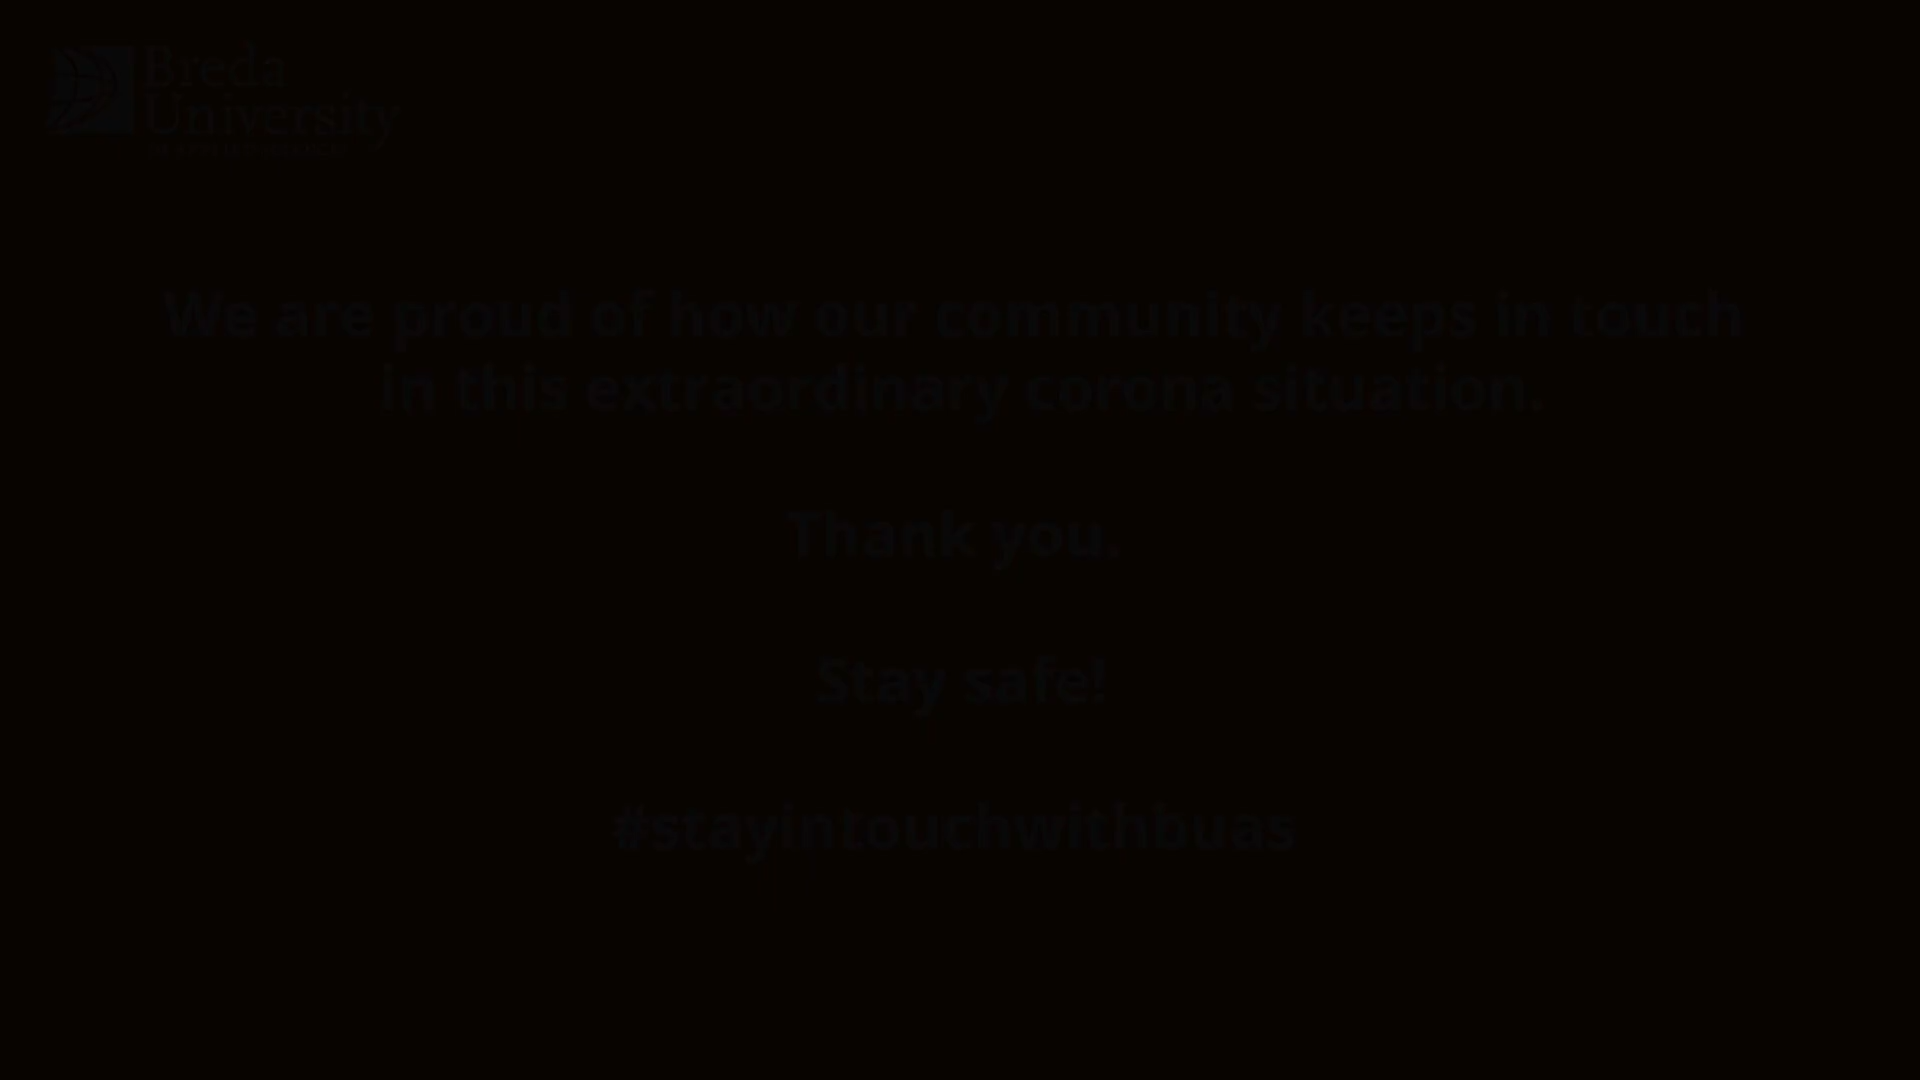 Breda
University
We are proud of how our community keeps in touch
in this extraordinary corona situation.
Thank you.
Stay safe!
#stayintouchwithbuas